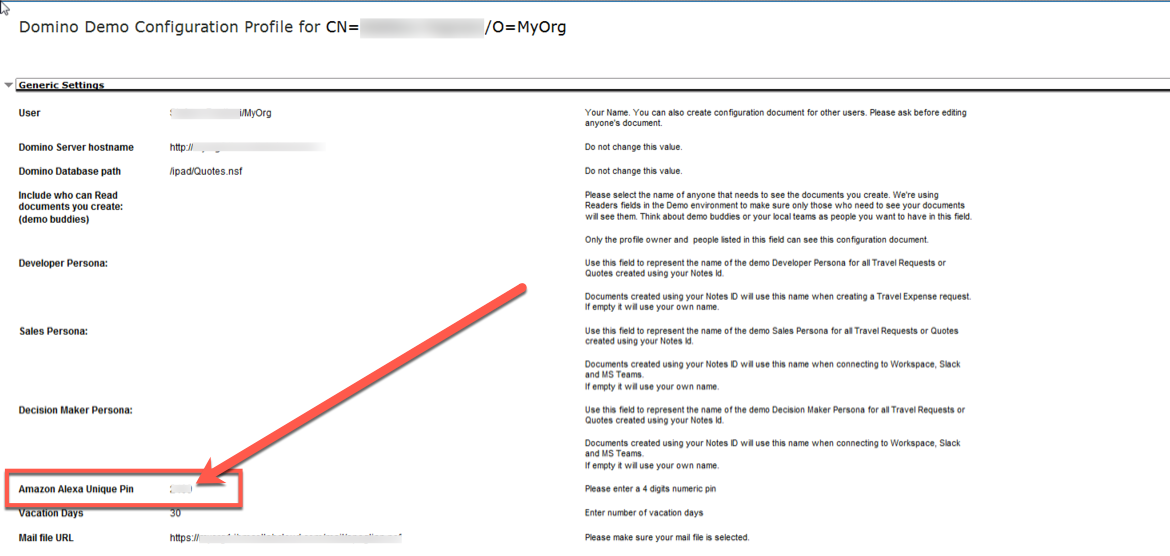 Domino Demo Configuration Profile for CN= /O=MyOrg
Generic Settings
User
/MyOrg
Your Name. You can also create configuration document for other users. Please ask before editing
anyone's document.
Domino Server hostname
http://
Do not change this value.
Domino Database path
/ipad/Quotes.nsf
Do not change this value.
Include who can Read
documents you create:
(demo buddies)
Please select the name of anyone that needs to see the documents you create. We're using
Readers fields in the Demo environment to make sure only those who need to see your documents
will see them. Think about demo buddies or your local teams as people you want to have in this field.
Only the profile owner and people listed in this field can see this configuration document.
Developer Persona:
Use this field to represent the name of the demo Developer Persona for all Travel Requests or
Quotes created using your Notes Id.
Documents created using your Notes ID will use this name when creating a Travel Expense request.
If empty it will use your own name.
Sales Persona:
Use this field to represent the name of the demo Sales Persona for all Travel Requests or Quotes
created using your Notes Id.
Documents created using your Notes ID will use this name when connecting to Workspace, Slack
and MS Teams.
If empty it will use your own name.
Decision Maker Persona:
Use this field to represent the name of the demo Decision Maker Persona for all Travel Requests or
Quotes created using your Notes Id.
Documents created using your Notes ID will use this name when connecting to Workspace, Slack
and MS Teams.
If empty it will use your own name.
Amazon Alexa Unique Pin
Please enter a 4 digits numeric pin
Vacation Days
30
Enter number of vacation days
Mail file URL
https://
Please make sure your mail file is selected.